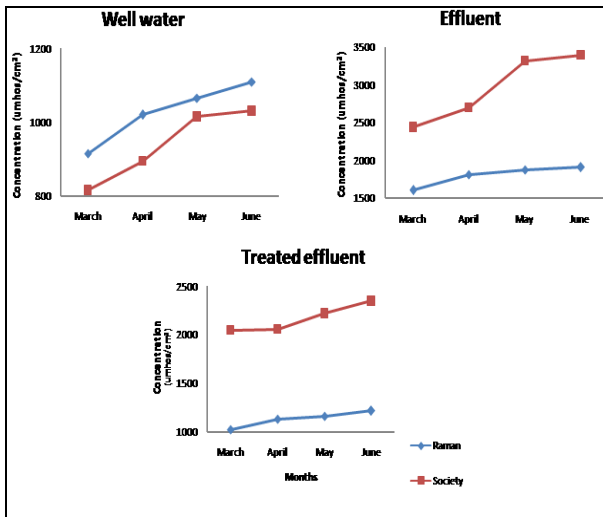 Well water
Concentration (umhos/cm²)
1200
1000
800
March April May June
Effluent
Concentration (umhos/cm²)
3500
3000
2500
2000
1500
March April May June
Treated effluent
Concentration
(umhos/cm²)
2500
2000
1500
1000
March April May June
Months
Raman
Society